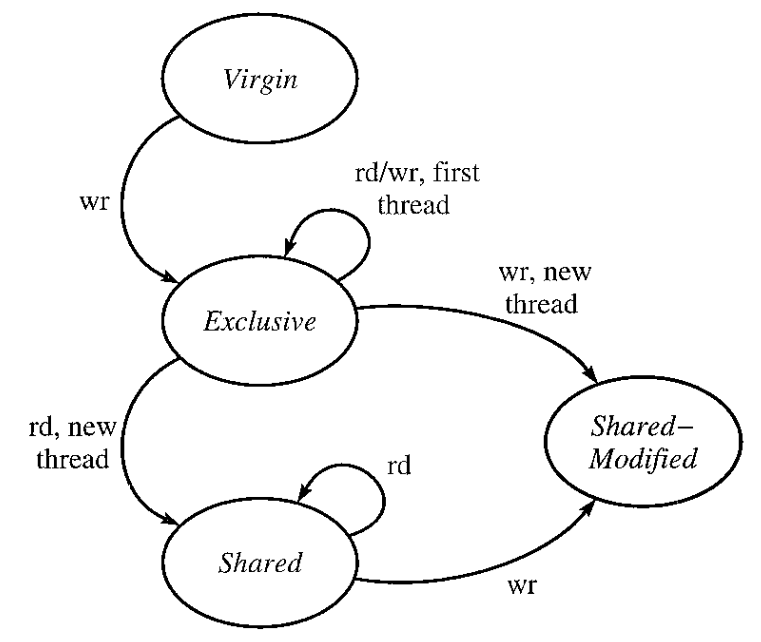 Virgin
wr
rd/wr, first
thread
wr, new
thread
Exclusive
rd, new
thread
Shared–
Modified
rd
Shared
wr